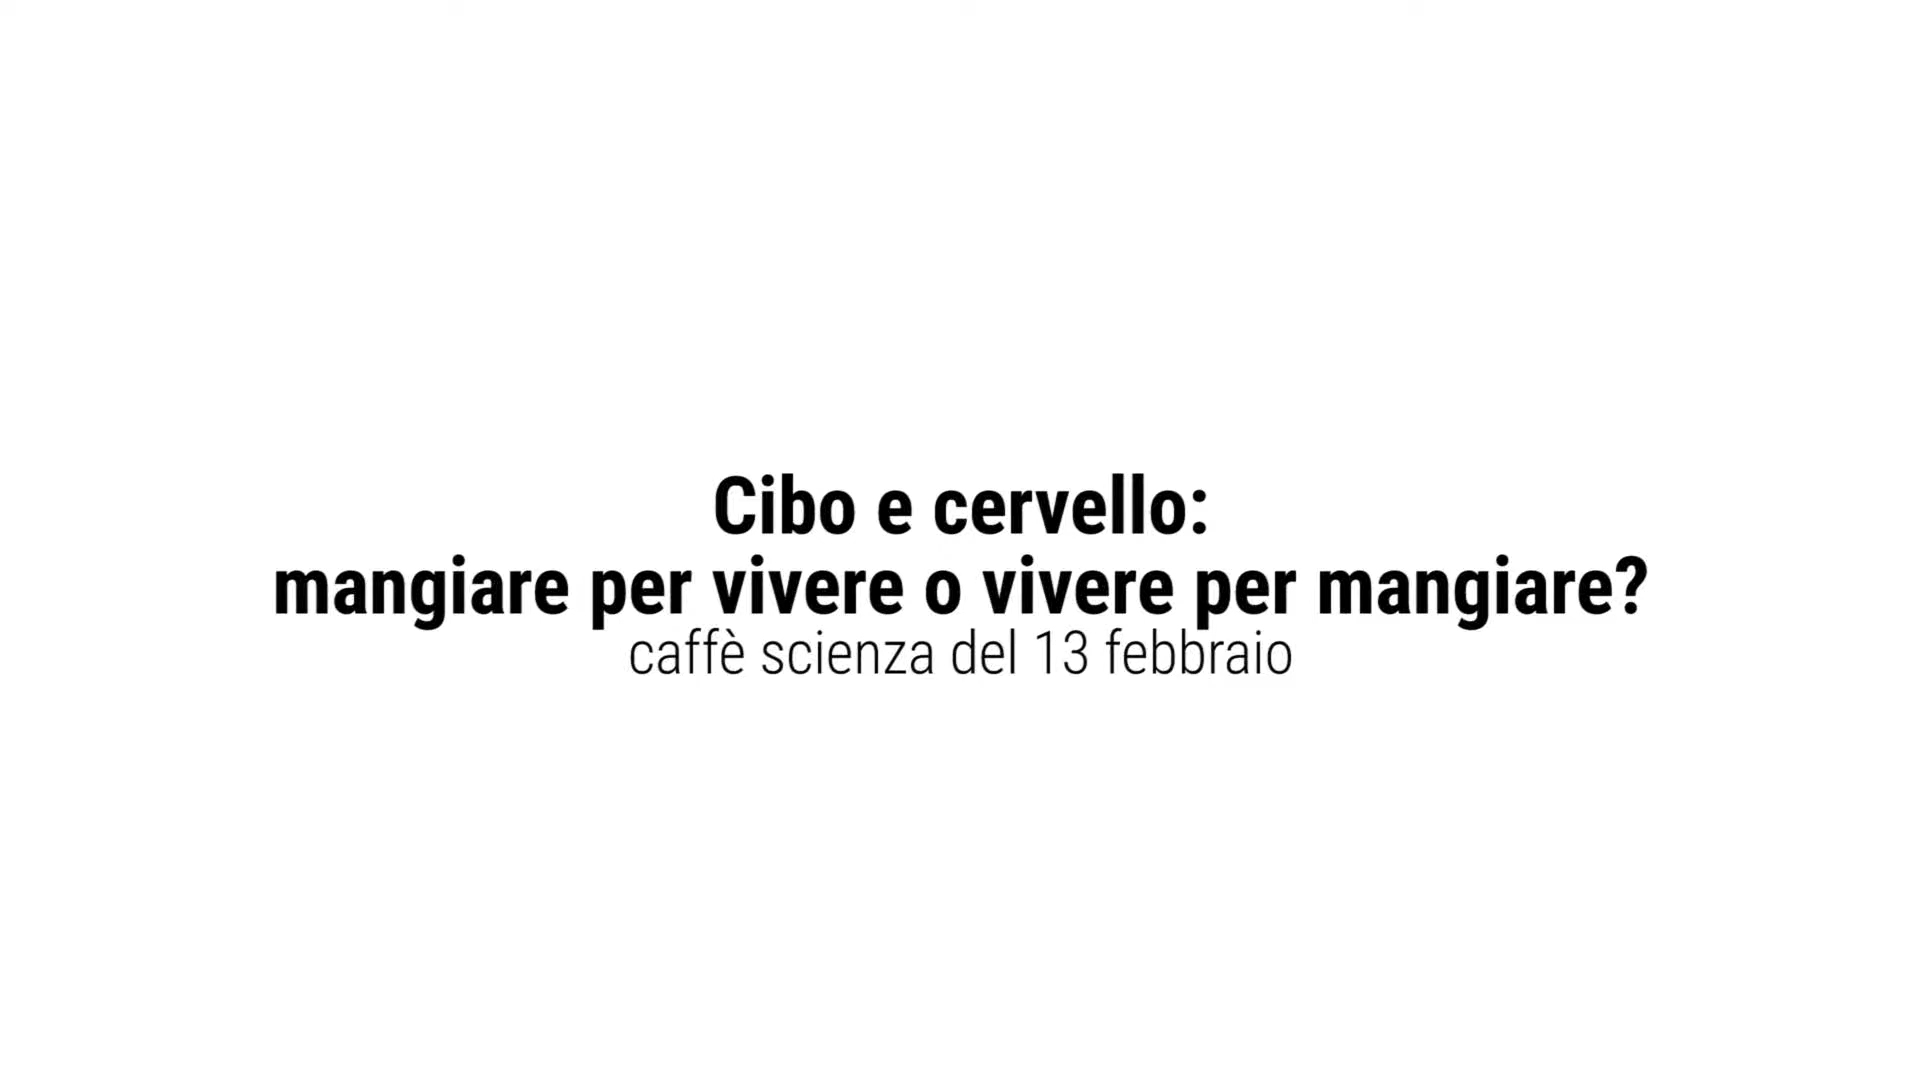 Cibo e cervello:
mangiare per vivere o vivere per mangiare?
caffè scienza del 13 febbraio